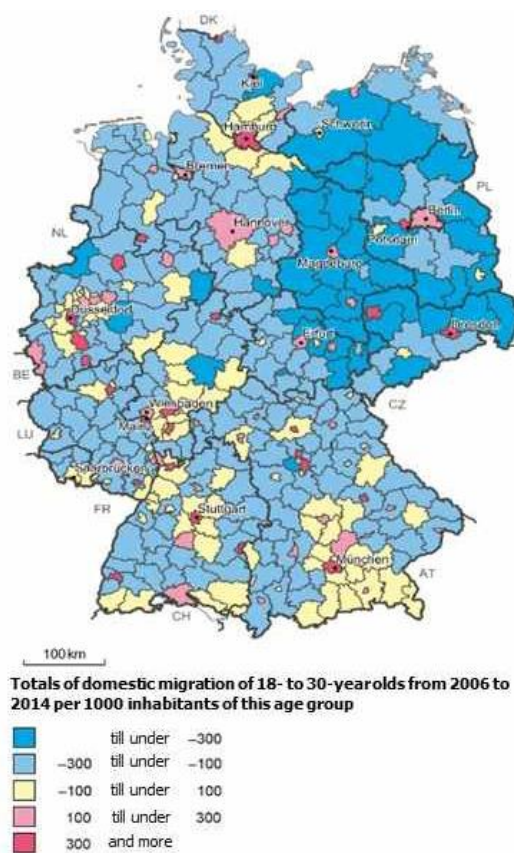 DK
Kiel
Hamburg
Schwerin
Bremen
PL
NL
Hannover
Berlin
Potsdam
Magdeburg
Düsseldorf
Erfurt
Dresden
BE
CZ
Wiesbaden
Mainz
LU
Saarbrücken
FR
Stuttgart
München
AT
CH
100 km
Totals of domestic migration of 18- to 30-year olds from 2006 to
2014 per 1000 inhabitants of this age group
till under −300
−300 till under −100
−100 till under 100
100 till under 300
300 and more